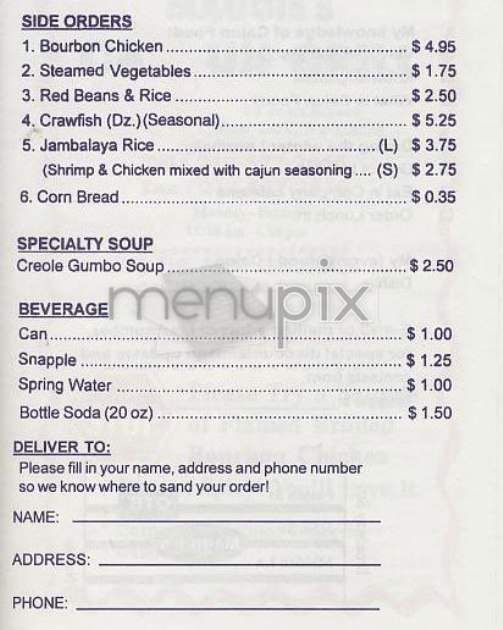 SIDE ORDERS
1. Bourbon Chicken ........................................ $ 4.95
2. Steamed Vegetables ................................... $ 1.75
3. Red Beans & Rice ...................................... $ 2.50
4. Crawfish (Dz.)(Seasonal).............................. $ 5.25
5. Jambalaya Rice ................................... (L) $ 3.75
(Shrimp & Chicken mixed with cajun seasoning .... (S) $ 2.75
6. Corn Bread............................................... $ 0.35
SPECIALTY SOUP
Creole Gumbo Soup........................................ $ 2.50
menupix
BEVERAGE
Can.......................................................... $ 1.00
Snapple ..................................................... $ 1.25
Spring Water ............................................... $ 1.00
Bottle Soda (20 oz) ........................................ $ 1.50
DELIVER TO:
Please fill in your name, address and phone number
so we know where to sand your order!
NAME:
ADDRESS:
PHONE: